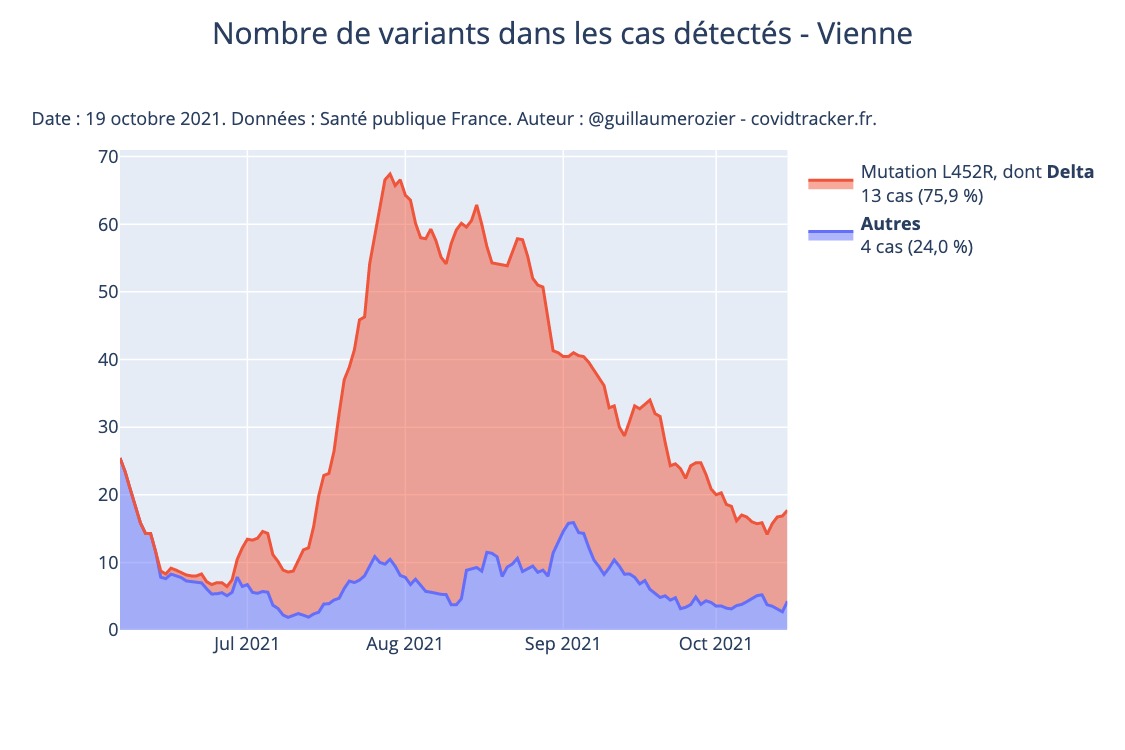 Nombre de variants dans les cas détectés - Vienne
Date : 19 octobre 2021. Données : Santé publique France. Auteur : @guillaumerozier - covidtracker.fr.
70
60
50
40
30
20
10
0
Jul 2021
Aug 2021
Sep 2021
Oct 2021
Mutation L452R, dont Delta
13 cas (75,9 %)
Autres
4 cas (24,0 %)